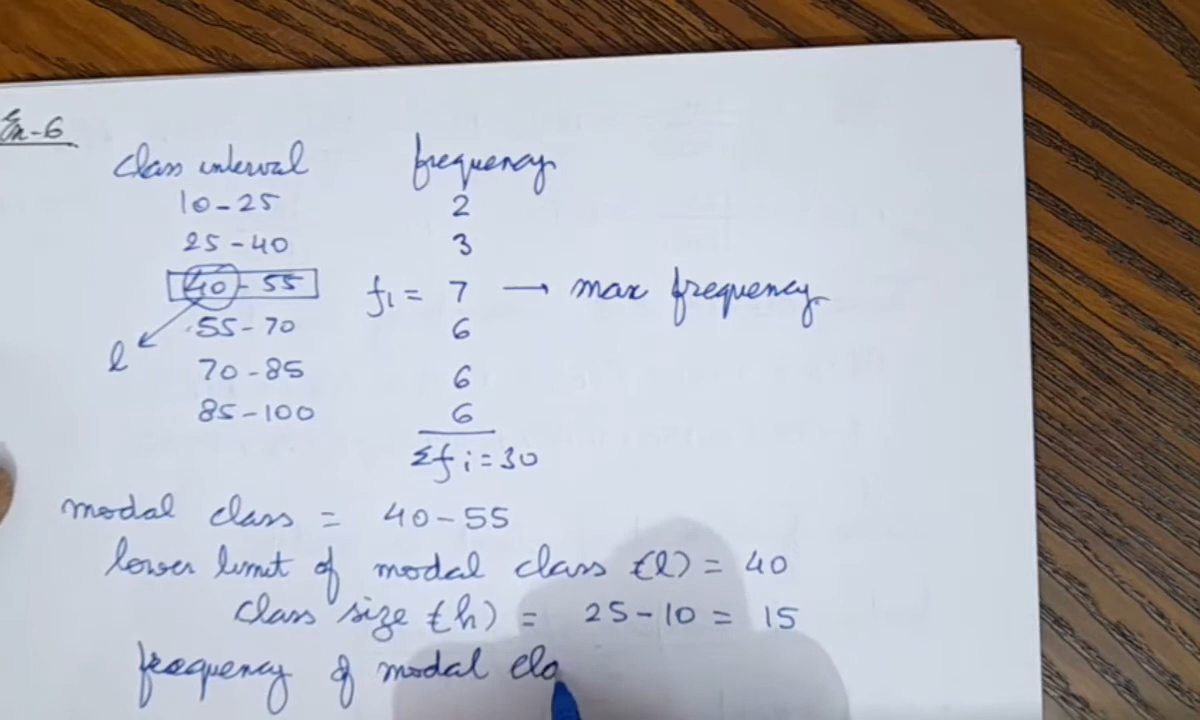 Ex-6
class interval frequency
10-25 2
25-40 3
40-55 f₁ = 7 → max frequency
l 55-70 6
70-85 6
85-100 6
Σfi = 30
modal class = 40-55
lower limit of modal class (l) = 40
class size (h) = 25-10 = 15
frequency of modal cla